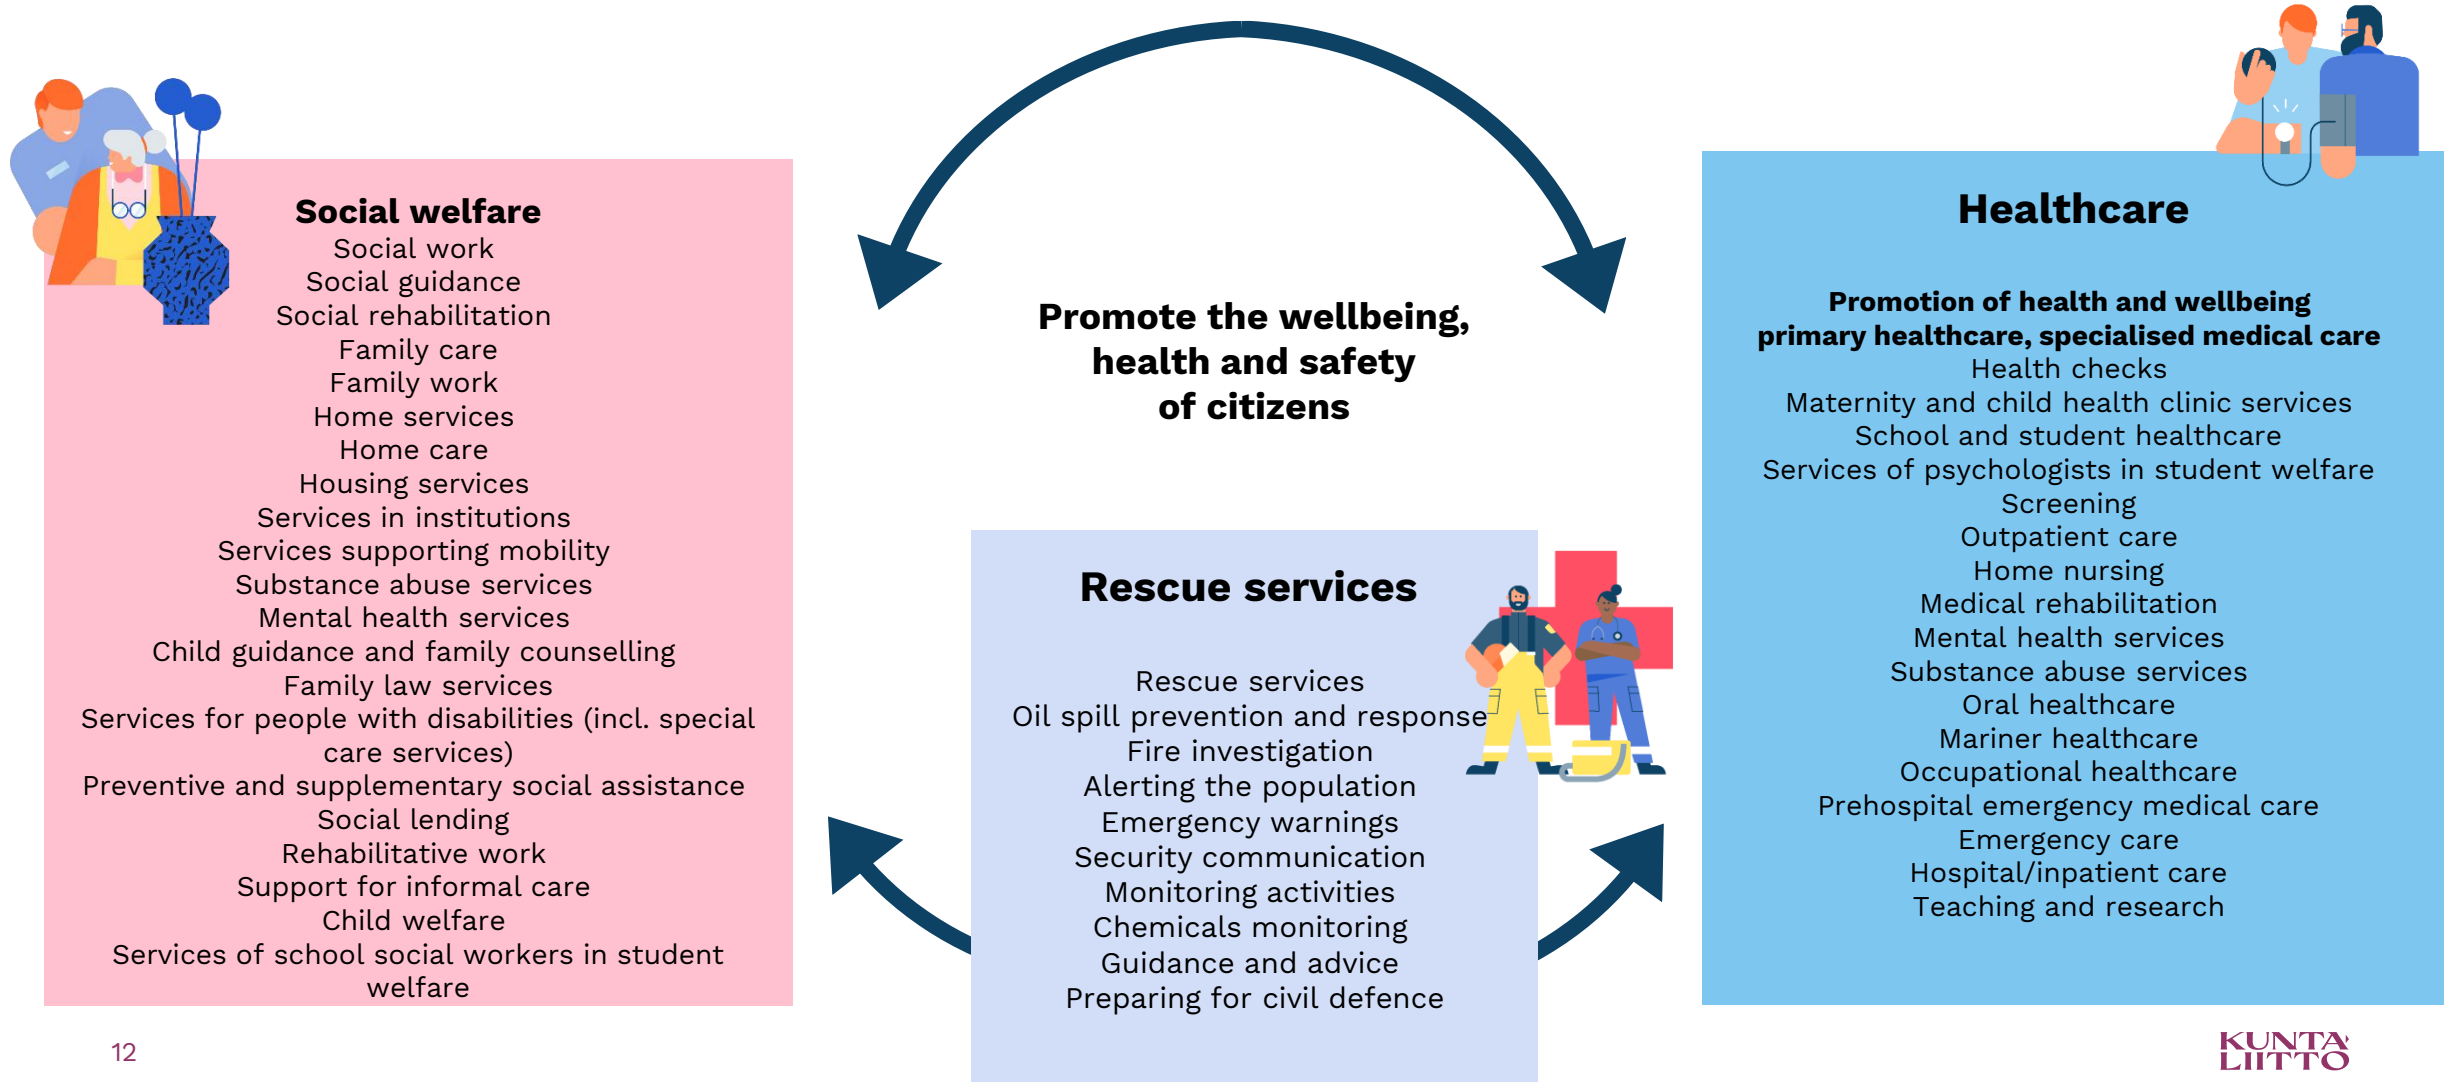 Social welfare
Social work
Social guidance
Social rehabilitation
Family care
Family work
Home services
Home care
Housing services
Services in institutions
Services supporting mobility
Substance abuse services
Mental health services
Child guidance and family counselling
Family law services
Services for people with disabilities (incl. special
care services)
Preventive and supplementary social assistance
Social lending
Rehabilitative work
Support for informal care
Child welfare
Services of school social workers in student
welfare
Promote the wellbeing,
health and safety
of citizens
Rescue services
Rescue services
Oil spill prevention and response
Fire investigation
Alerting the population
Emergency warnings
Security communication
Monitoring activities
Chemicals monitoring
Guidance and advice
Preparing for civil defence
Healthcare
Promotion of health and wellbeing
primary healthcare, specialised medical care
Health checks
Maternity and child health clinic services
School and student healthcare
Services of psychologists in student welfare
Screening
Outpatient care
Home nursing
Medical rehabilitation
Mental health services
Substance abuse services
Oral healthcare
Mariner healthcare
Occupational healthcare
Prehospital emergency medical care
Emergency care
Hospital/inpatient care
Teaching and research
12
KUNTA
LIITTO